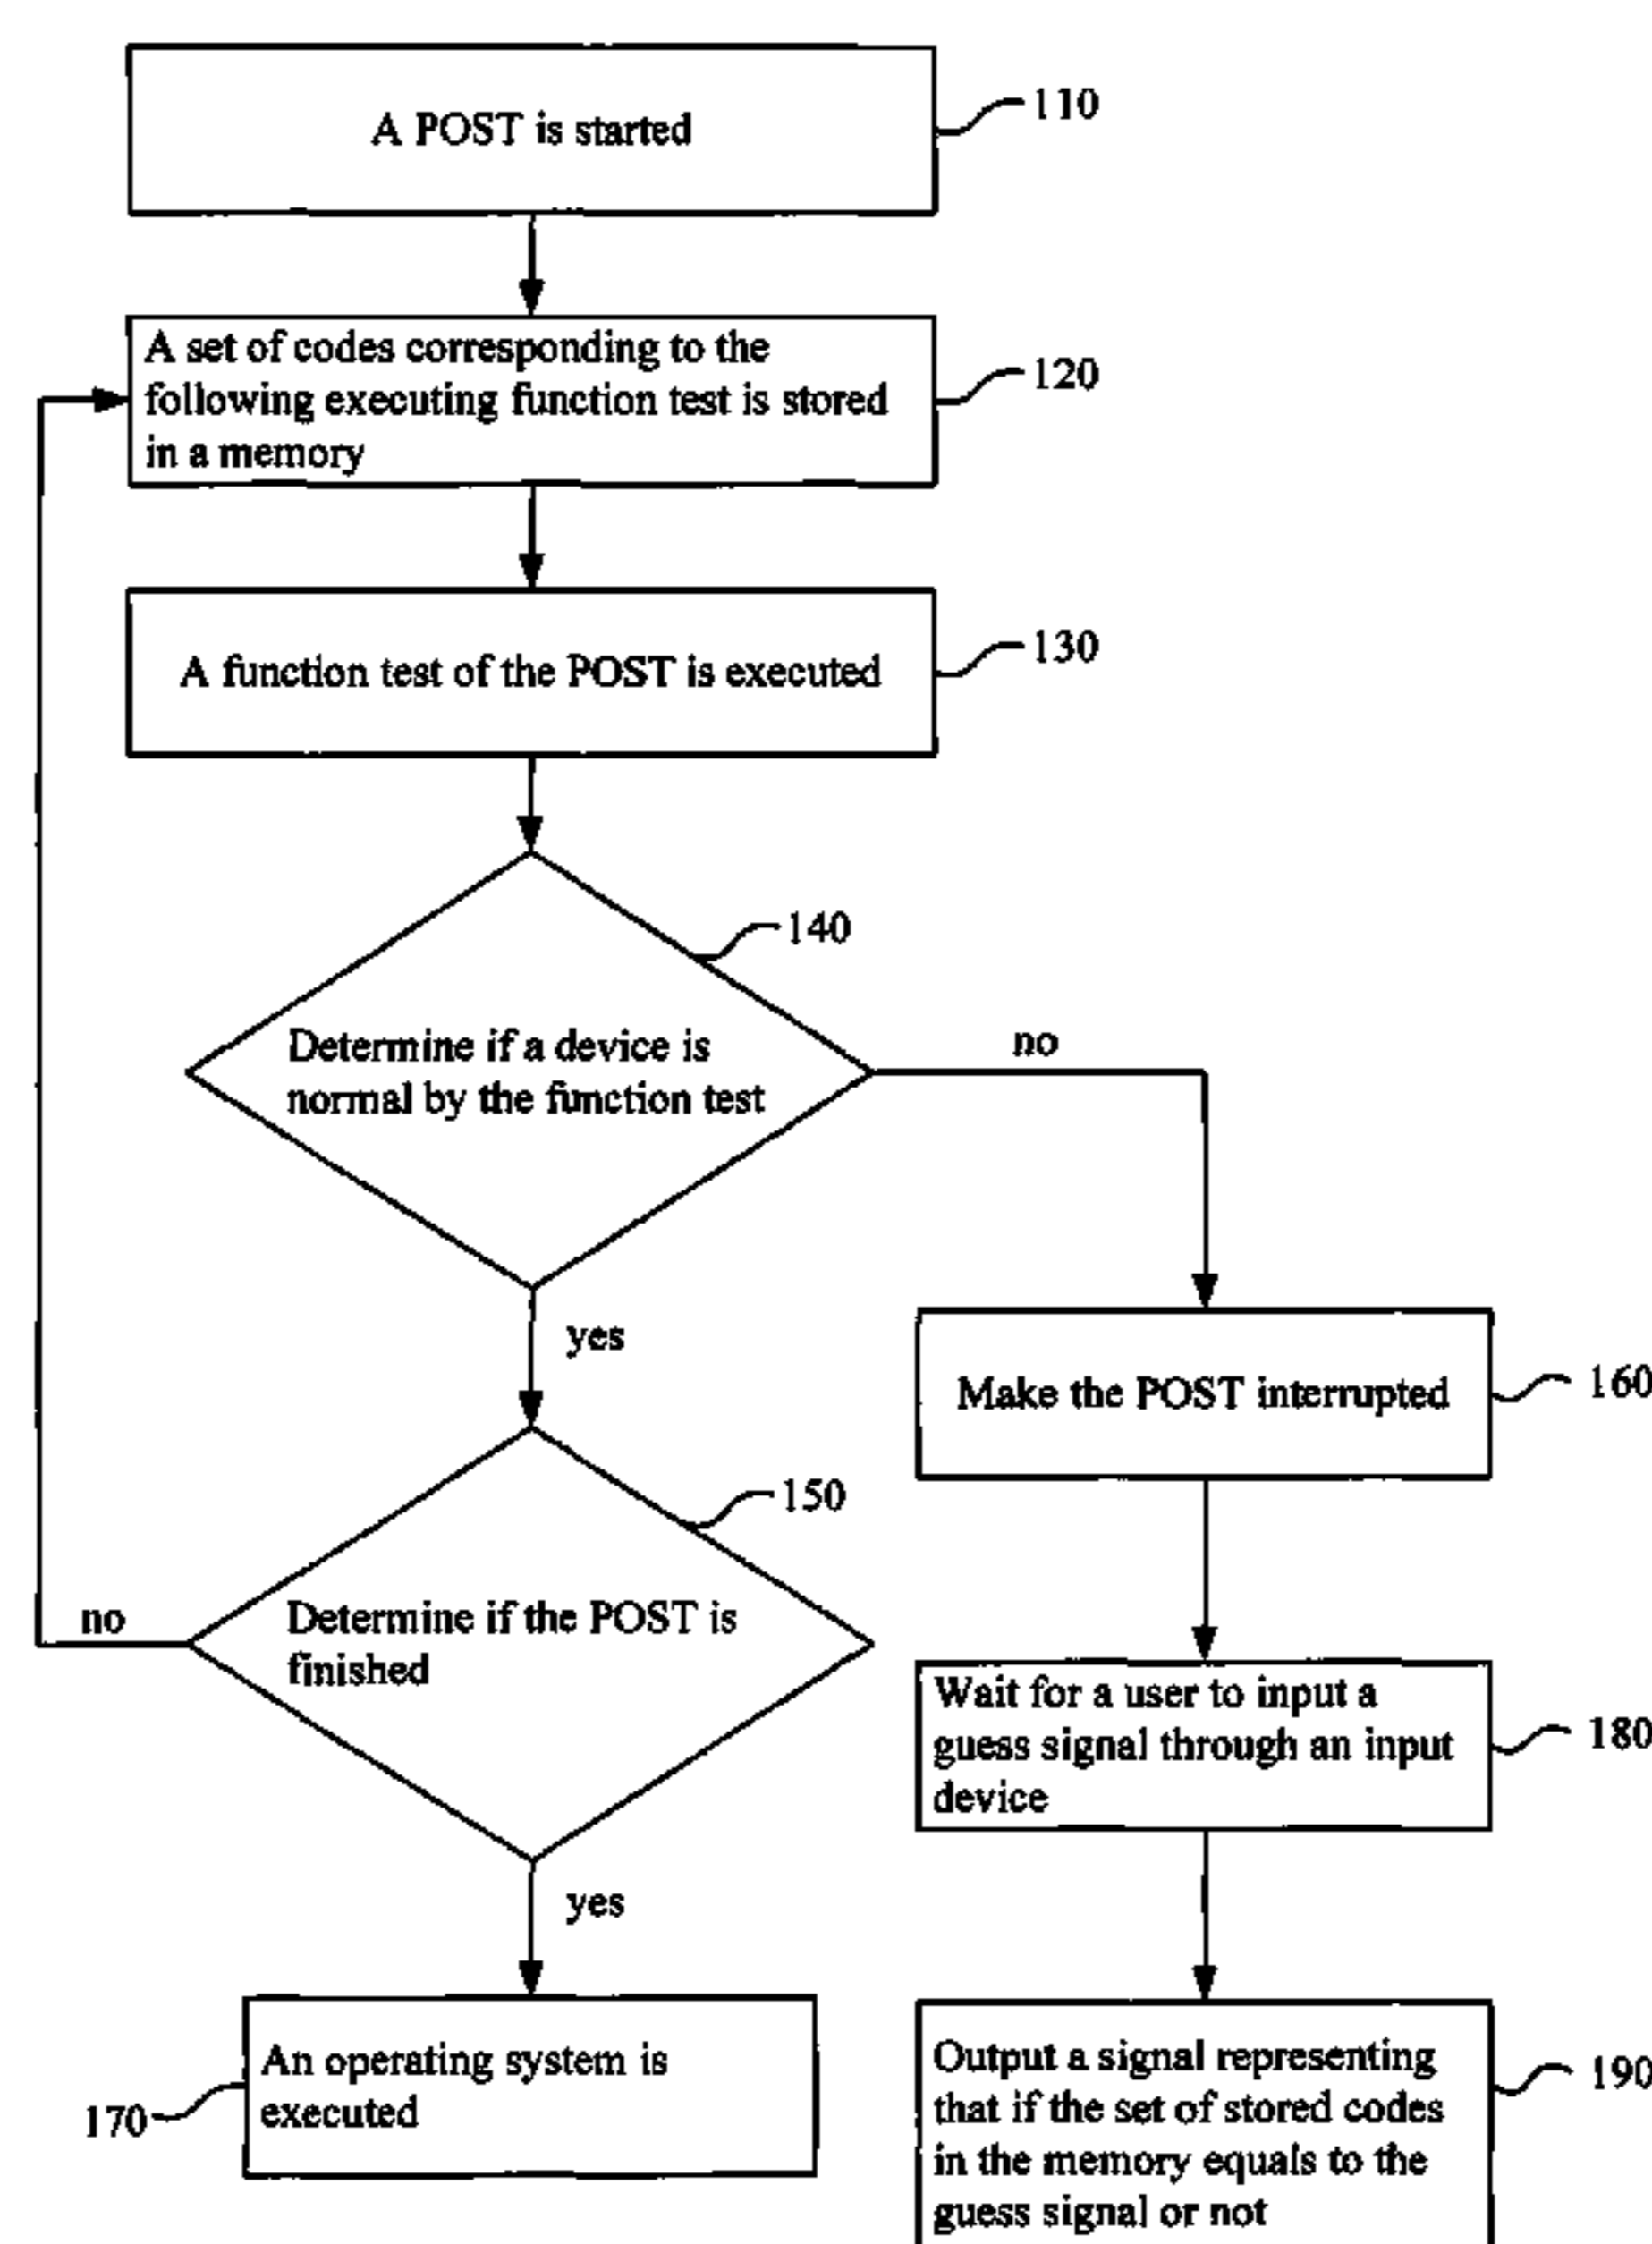 A POST is started
110
A set of codes corresponding to the
following executing function test is stored
in a memory
120
A function test of the POST is executed
130
140
Determine if a device is
normal by the function test
no
yes
Make the POST interrupted
160
150
Determine if the POST is
finished
no
Wait for a user to input a
guess signal through an input
device
180
yes
An operating system is
executed
170
Output a signal representing
that if the set of stored codes
in the memory equals to the
guess signal or not
190